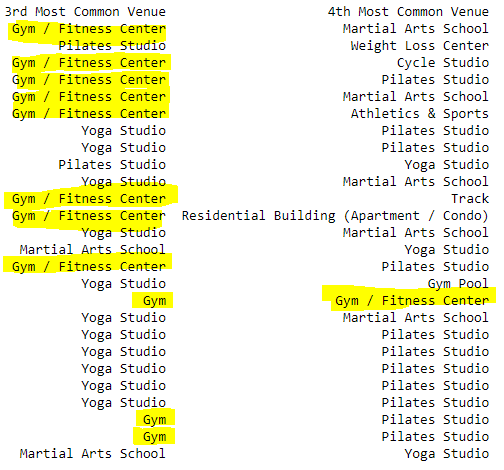 3rd Most Common Venue 4th Most Common Venue
Gym / Fitness Center Martial Arts School
Pilates Studio Weight Loss Center
Gym / Fitness Center Cycle Studio
Gym / Fitness Center Pilates Studio
Gym / Fitness Center Martial Arts School
Gym / Fitness Center Athletics & Sports
Yoga Studio Pilates Studio
Yoga Studio Pilates Studio
Pilates Studio Yoga Studio
Yoga Studio Martial Arts School
Gym / Fitness Center Track
Gym / Fitness Center Residential Building (Apartment / Condo)
Yoga Studio Martial Arts School
Martial Arts School Yoga Studio
Gym / Fitness Center Pilates Studio
Yoga Studio Gym Pool
Gym Gym / Fitness Center
Yoga Studio Martial Arts School
Yoga Studio Pilates Studio
Yoga Studio Pilates Studio
Yoga Studio Pilates Studio
Yoga Studio Pilates Studio
Yoga Studio Pilates Studio
Gym Pilates Studio
Gym Pilates Studio
Martial Arts School Yoga Studio